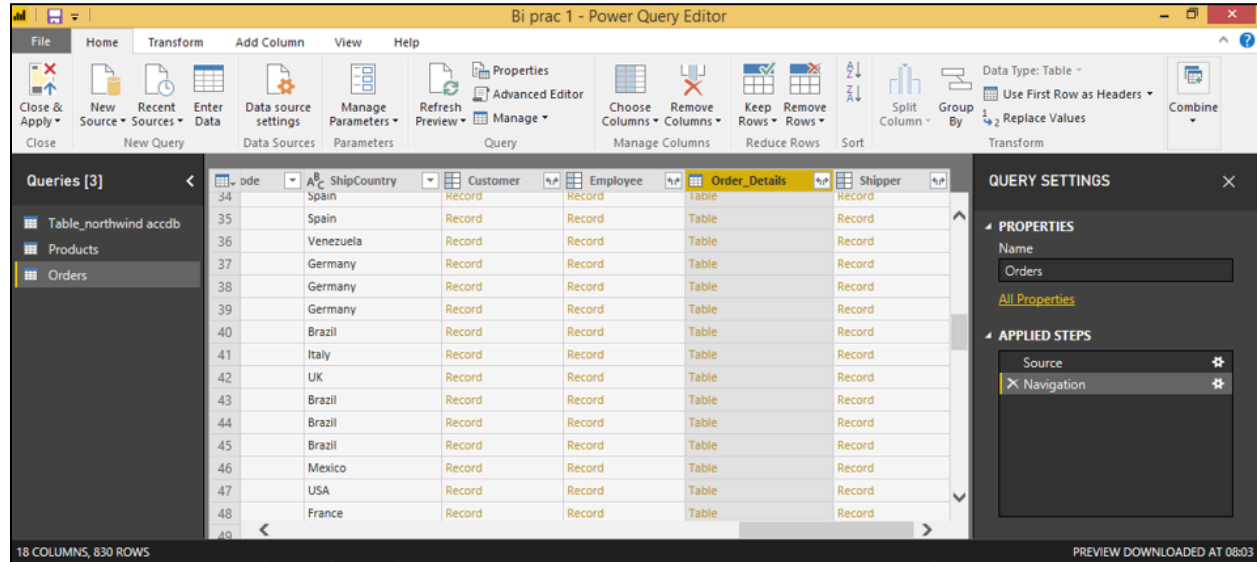 Bi prac 1 - Power Query Editor
File Home Transform Add Column View Help
Close & Apply
New Source
Recent Sources
Enter Data
Data source settings
Manage Parameters
Refresh Preview
Properties
Advanced Editor
Manage
Choose Columns
Remove Columns
Keep Rows
Remove Rows
Split Column
Group By
Data Type: Table
Use First Row as Headers
Replace Values
Combine
Close New Query Data Sources Parameters Query Manage Columns Reduce Rows Sort Transform
Queries [3]
Table_northwind accdb
Products
Orders
ode ABC ShipCountry Customer Employee Order_Details Shipper
34 Spain Record Record Table Record
35 Spain Record Record Table Record
36 Venezuela Record Record Table Record
37 Germany Record Record Table Record
38 Germany Record Record Table Record
39 Germany Record Record Table Record
40 Brazil Record Record Table Record
41 Italy Record Record Table Record
42 UK Record Record Table Record
43 Brazil Record Record Table Record
44 Brazil Record Record Table Record
45 Brazil Record Record Table Record
46 Mexico Record Record Table Record
47 USA Record Record Table Record
48 France Record Record Table Record
49
QUERY SETTINGS
PROPERTIES
Name
Orders
All Properties
APPLIED STEPS
Source
Navigation
18 COLUMNS, 830 ROWS
PREVIEW DOWNLOADED AT 08:03